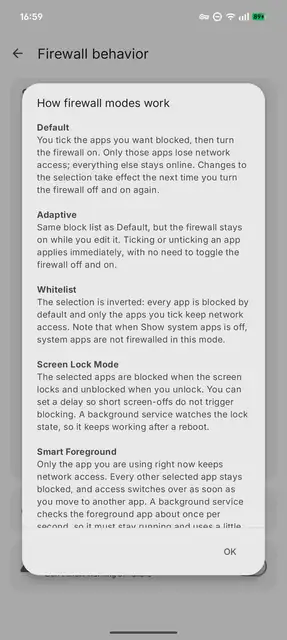 16:59
89+
Firewall behavior
How firewall modes work
Default
You tick the apps you want blocked, then turn
the firewall on. Only those apps lose network
access; everything else stays online. Changes to
the selection take effect the next time you turn
the firewall off and on again.
Adaptive
Same block list as Default, but the firewall stays
on while you edit it. Ticking or unticking an app
applies immediately, with no need to toggle the
firewall off and on.
Whitelist
The selection is inverted: every app is blocked by
default and only the apps you tick keep network
access. Note that when Show system apps is off,
system apps are not firewalled in this mode.
Screen Lock Mode
The selected apps are blocked when the screen
locks and unblocked when you unlock. You can
set a delay so short screen-offs do not trigger
blocking. A background service watches the lock
state, so it keeps working after a reboot.
Smart Foreground
Only the app you are using right now keeps
network access. Every other selected app stays
blocked, and access switches over as soon as
you move to another app. A background service
checks the foreground app about once per
second, so it must stay running and uses a little
OK